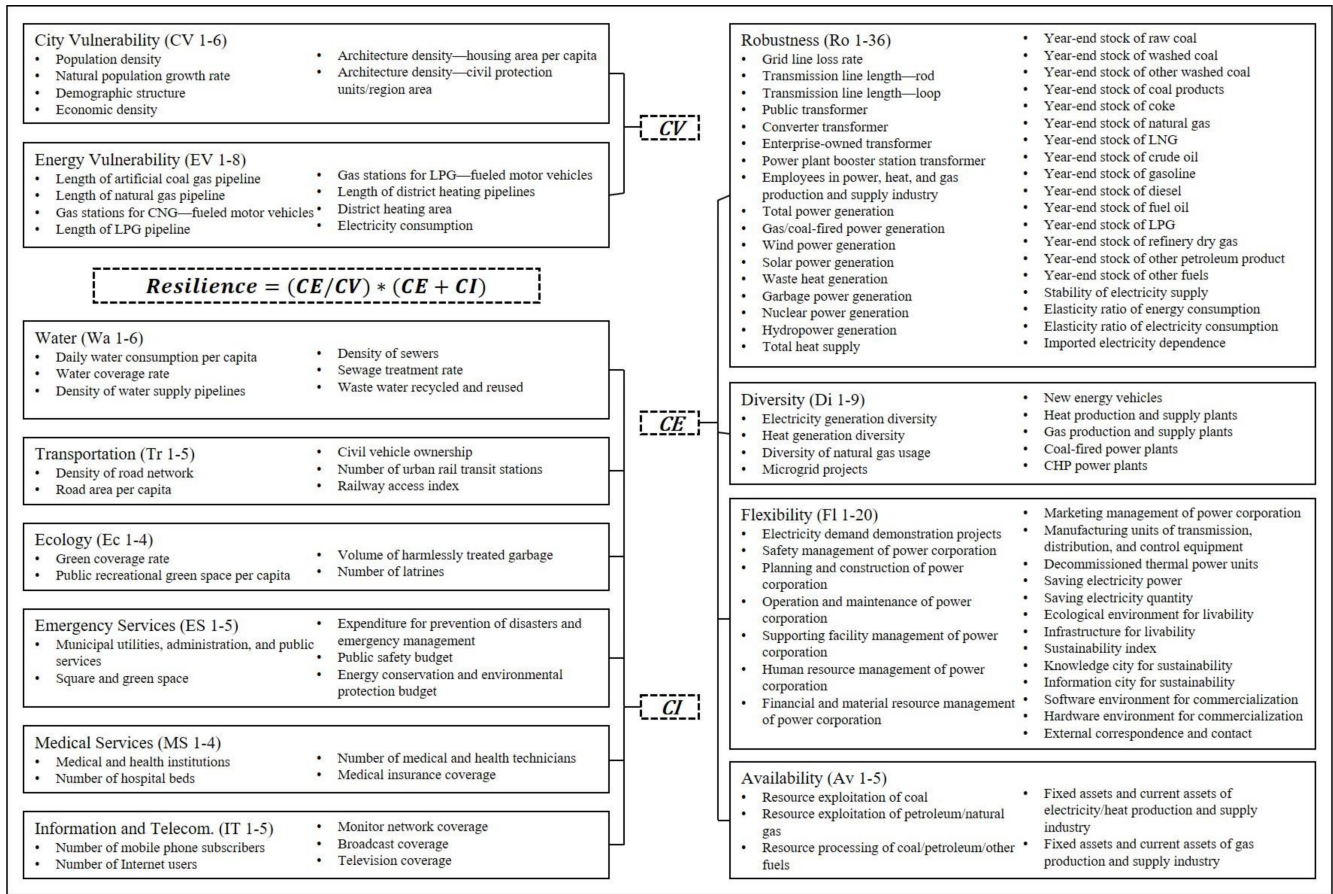 City Vulnerability (CV 1-6)
• Population density
• Natural population growth rate
• Demographic structure
• Economic density
• Architecture density—housing area per capita
• Architecture density—civil protection
units/region area
CV
Energy Vulnerability (EV 1-8)
• Length of artificial coal gas pipeline
• Length of natural gas pipeline
• Gas stations for CNG—fueled motor vehicles
• Length of LPG pipeline
• Gas stations for LPG—fueled motor vehicles
• Length of district heating pipelines
• District heating area
• Electricity consumption
Resilience = (CE/CV) * (CE + CI)
Water (Wa 1-6)
• Daily water consumption per capita
• Water coverage rate
• Density of water supply pipelines
• Density of sewers
• Sewage treatment rate
• Waste water recycled and reused
CE
Transportation (Tr 1-5)
• Density of road network
• Road area per capita
• Civil vehicle ownership
• Number of urban rail transit stations
• Railway access index
Ecology (Ec 1-4)
• Green coverage rate
• Public recreational green space per capita
• Volume of harmlessly treated garbage
• Number of latrines
Emergency Services (ES 1-5)
• Municipal utilities, administration, and public
services
• Square and green space
• Expenditure for prevention of disasters and
emergency management
• Public safety budget
• Energy conservation and environmental
protection budget
CI
Medical Services (MS 1-4)
• Medical and health institutions
• Number of hospital beds
• Number of medical and health technicians
• Medical insurance coverage
Information and Telecom. (IT 1-5)
• Number of mobile phone subscribers
• Number of Internet users
• Monitor network coverage
• Broadcast coverage
• Television coverage
Robustness (Ro 1-36)
• Grid line loss rate
• Transmission line length—rod
• Transmission line length—loop
• Public transformer
• Converter transformer
• Enterprise-owned transformer
• Power plant booster station transformer
• Employees in power, heat, and gas
production and supply industry
• Total power generation
• Gas/coal-fired power generation
• Wind power generation
• Solar power generation
• Waste heat generation
• Garbage power generation
• Nuclear power generation
• Hydropower generation
• Total heat supply
• Year-end stock of raw coal
• Year-end stock of washed coal
• Year-end stock of other washed coal
• Year-end stock of coal products
• Year-end stock of coke
• Year-end stock of natural gas
• Year-end stock of LNG
• Year-end stock of crude oil
• Year-end stock of gasoline
• Year-end stock of diesel
• Year-end stock of fuel oil
• Year-end stock of LPG
• Year-end stock of refinery dry gas
• Year-end stock of other petroleum product
• Year-end stock of other fuels
• Stability of electricity supply
• Elasticity ratio of energy consumption
• Elasticity ratio of electricity consumption
• Imported electricity dependence
Diversity (Di 1-9)
• Electricity generation diversity
• Heat generation diversity
• Diversity of natural gas usage
• Microgrid projects
• New energy vehicles
• Heat production and supply plants
• Gas production and supply plants
• Coal-fired power plants
• CHP power plants
Flexibility (Fl 1-20)
• Electricity demand demonstration projects
• Safety management of power corporation
• Planning and construction of power
corporation
• Operation and maintenance of power
corporation
• Supporting facility management of power
corporation
• Human resource management of power
corporation
• Financial and material resource management
of power corporation
• Marketing management of power corporation
• Manufacturing units of transmission,
distribution, and control equipment
• Decommissioned thermal power units
• Saving electricity power
• Saving electricity quantity
• Ecological environment for livability
• Infrastructure for livability
• Sustainability index
• Knowledge city for sustainability
• Information city for sustainability
• Software environment for commercialization
• Hardware environment for commercialization
• External correspondence and contact
Availability (Av 1-5)
• Resource exploitation of coal
• Resource exploitation of petroleum/natural
gas
• Resource processing of coal/petroleum/other
fuels
• Fixed assets and current assets of
electricity/heat production and supply
industry
• Fixed assets and current assets of gas
production and supply industry